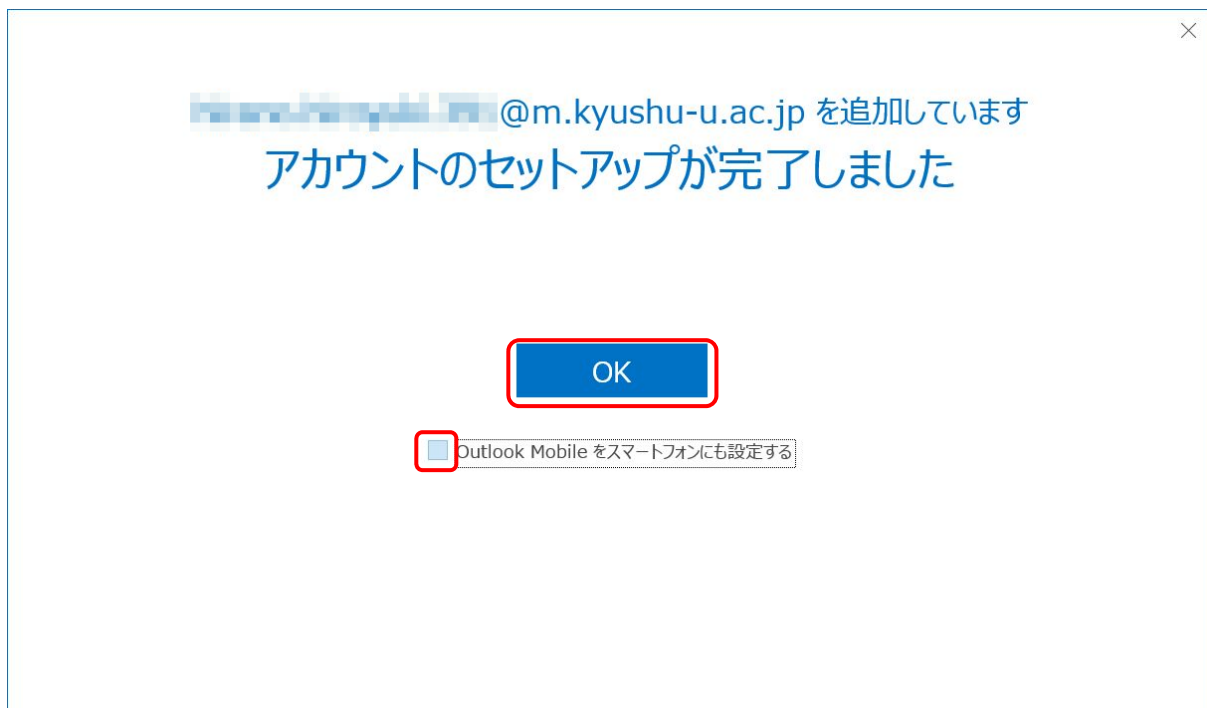 @m.kyushu-u.ac.jp を追加しています
アカウントのセットアップが完了しました
OK
Outlook Mobile をスマートフォンにも設定する